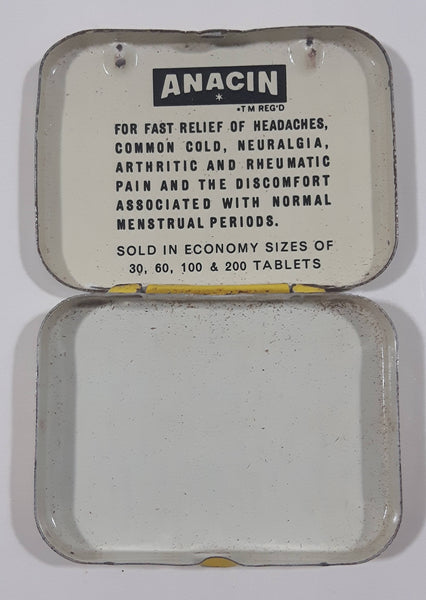 ANACIN
*
*TM REG'D
FOR FAST RELIEF OF HEADACHES,
COMMON COLD, NEURALGIA,
ARTHRITIC AND RHEUMATIC
PAIN AND THE DISCOMFORT
ASSOCIATED WITH NORMAL
MENSTRUAL PERIODS.
SOLD IN ECONOMY SIZES OF
30, 60, 100 & 200 TABLETS